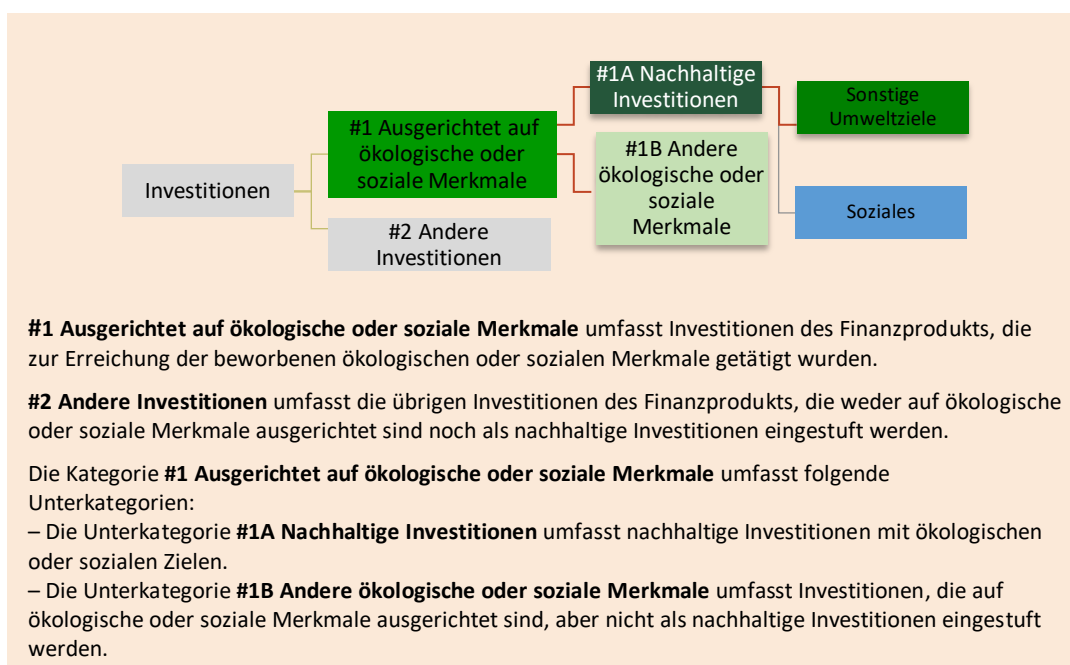 #1A Nachhaltige
Investitionen
Sonstige
Umweltziele
#1 Ausgerichtet auf
ökologische oder
soziale Merkmale
#1B Andere
ökologische oder
soziale
Merkmale
Investitionen
Soziales
#2 Andere
Investitionen
#1 Ausgerichtet auf ökologische oder soziale Merkmale umfasst Investitionen des Finanzprodukts, die
zur Erreichung der beworbenen ökologischen oder sozialen Merkmale getätigt wurden.
#2 Andere Investitionen umfasst die übrigen Investitionen des Finanzprodukts, die weder auf ökologische
oder soziale Merkmale ausgerichtet sind noch als nachhaltige Investitionen eingestuft werden.
Die Kategorie #1 Ausgerichtet auf ökologische oder soziale Merkmale umfasst folgende
Unterkategorien:
– Die Unterkategorie #1A Nachhaltige Investitionen umfasst nachhaltige Investitionen mit ökologischen
oder sozialen Zielen.
– Die Unterkategorie #1B Andere ökologische oder soziale Merkmale umfasst Investitionen, die auf
ökologische oder soziale Merkmale ausgerichtet sind, aber nicht als nachhaltige Investitionen eingestuft
werden.